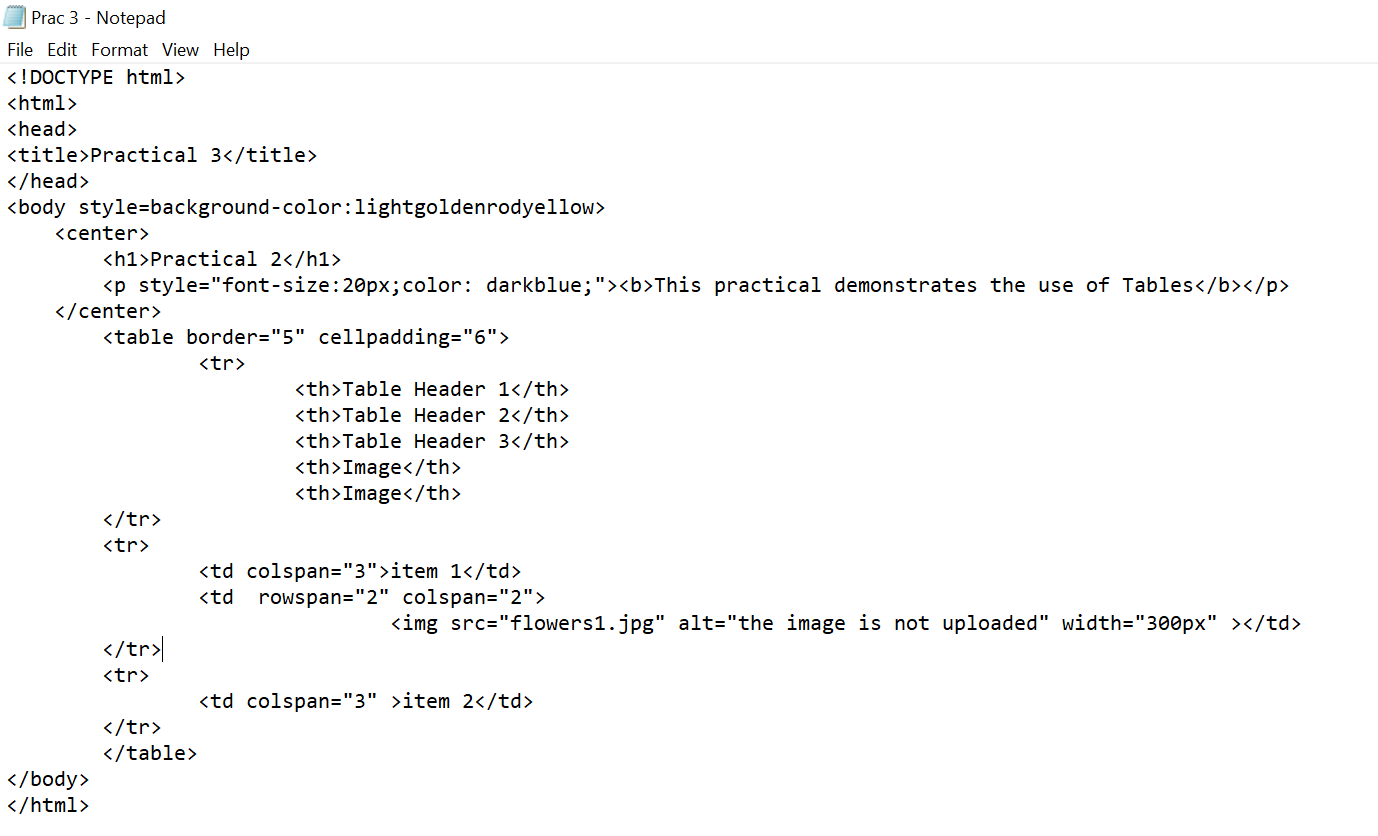 Prac 3 - Notepad
File Edit Format View Help
<!DOCTYPE html>
<html>
<head>
<title>Practical 3</title>
</head>
<body style=background-color:lightgoldenrodyellow>
    <center>
        <h1>Practical 2</h1>
        <p style="font-size:20px;color: darkblue;"><b>This practical demonstrates the use of Tables</b></p>
    </center>
        <table border="5" cellpadding="6">
                <tr>
                        <th>Table Header 1</th>
                        <th>Table Header 2</th>
                        <th>Table Header 3</th>
                        <th>Image</th>
                        <th>Image</th>
        </tr>
        <tr>
                <td colspan="3">item 1</td>
                <td  rowspan="2" colspan="2">
                                <img src="flowers1.jpg" alt="the image is not uploaded" width="300px" ></td>
        </tr>
        <tr>
                <td colspan="3" >item 2</td>
        </tr>
        </table>
</body>
</html>